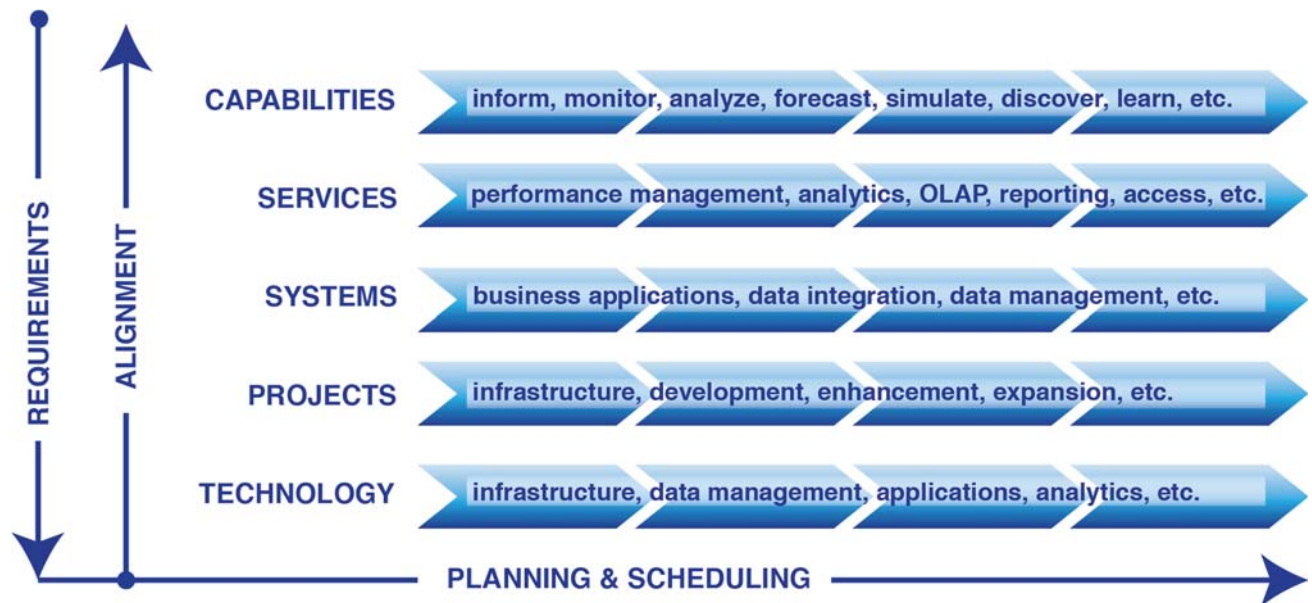 REQUIREMENTS
ALIGNMENT
CAPABILITIES
inform, monitor, analyze, forecast, simulate, discover, learn, etc.
SERVICES
performance management, analytics, OLAP, reporting, access, etc.
SYSTEMS
business applications, data integration, data management, etc.
PROJECTS
infrastructure, development, enhancement, expansion, etc.
TECHNOLOGY
infrastructure, data management, applications, analytics, etc.
PLANNING & SCHEDULING